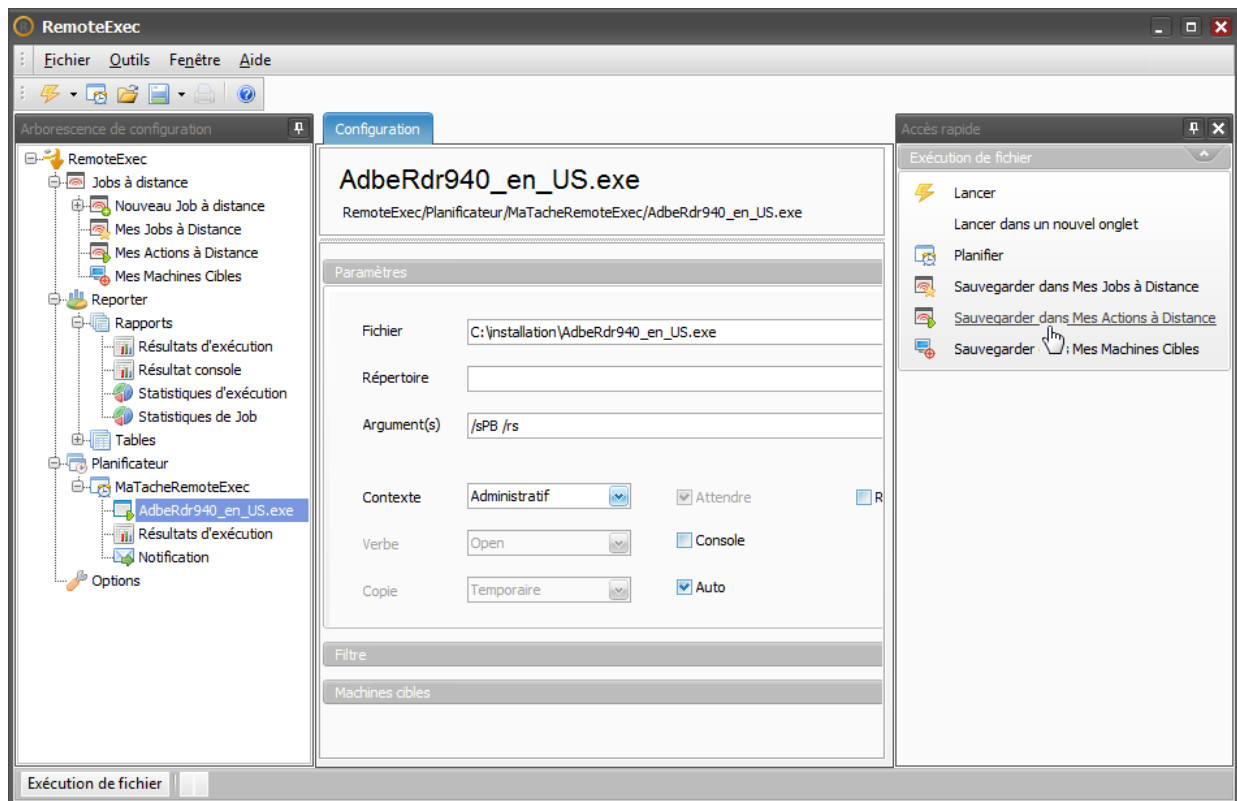 RemoteExec
Fichier Outils Fenêtre Aide
Arborescence de configuration
RemoteExec
Jobs à distance
Nouveau Job à distance
Mes Jobs à Distance
Mes Actions à Distance
Mes Machines Cibles
Reporter
Rapports
Résultats d'exécution
Résultat console
Statistiques d'exécution
Statistiques de Job
Tables
Planificateur
MaTacheRemoteExec
AdbeRdr940_en_US.exe
Résultats d'exécution
Notification
Options
Configuration
AdbeRdr940_en_US.exe
RemoteExec/Planificateur/MaTacheRemoteExec/AdbeRdr940_en_US.exe
Paramètres
Fichier C:\installation\AdbeRdr940_en_US.exe
Répertoire
Argument(s) /sPB /rs
Contexte Administratif Attendre R
Verbe Open Console
Copie Temporaire Auto
Filtre
Machines cibles
Accès rapide
Exécution de fichier
Lancer
Lancer dans un nouvel onglet
Planifier
Sauvegarder dans Mes Jobs à Distance
Sauvegarder dans Mes Actions à Distance
Sauvegarder Mes Machines Cibles
Exécution de fichier